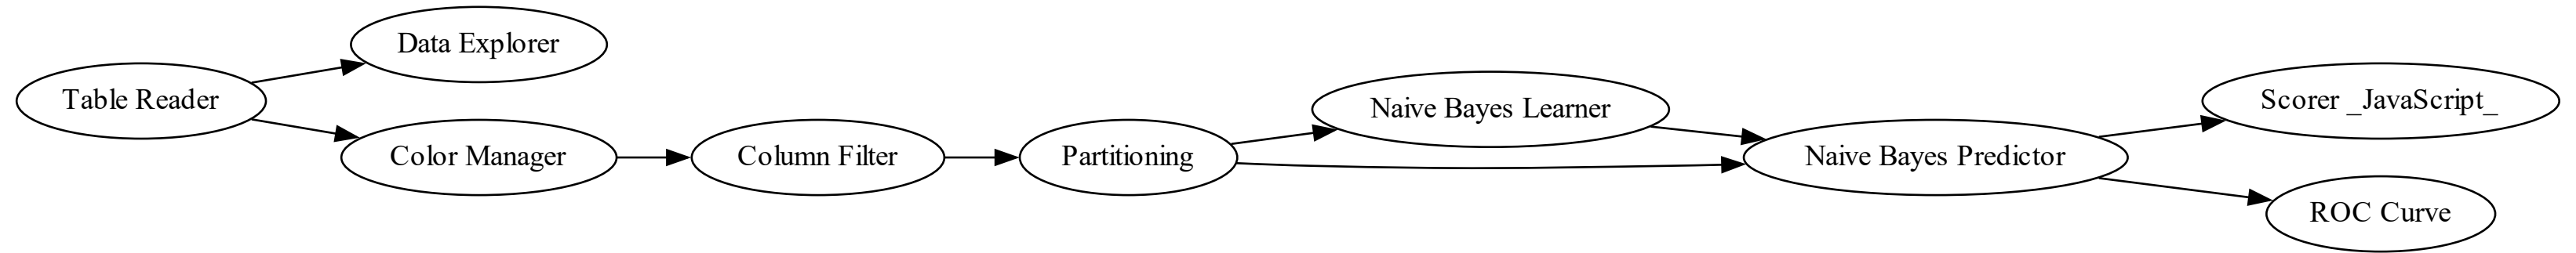 Table Reader
Data Explorer
Color Manager
Column Filter
Partitioning
Naive Bayes Learner
Naive Bayes Predictor
Scorer _JavaScript_
ROC Curve